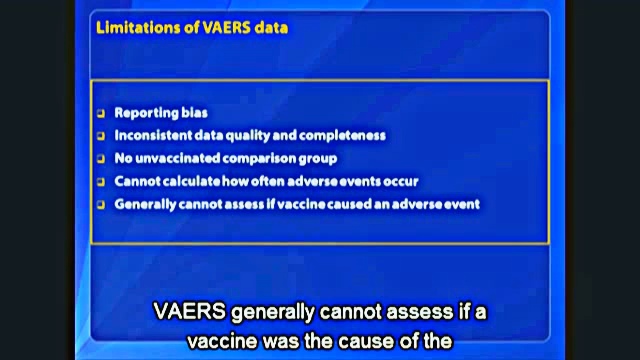 Limitations of VAERS data
Reporting bias
Inconsistent data quality and completeness
No unvaccinated comparison group
Cannot calculate how often adverse events occur
Generally cannot assess if vaccine caused an adverse event
VAERS generally cannot assess if a
vaccine was the cause of the